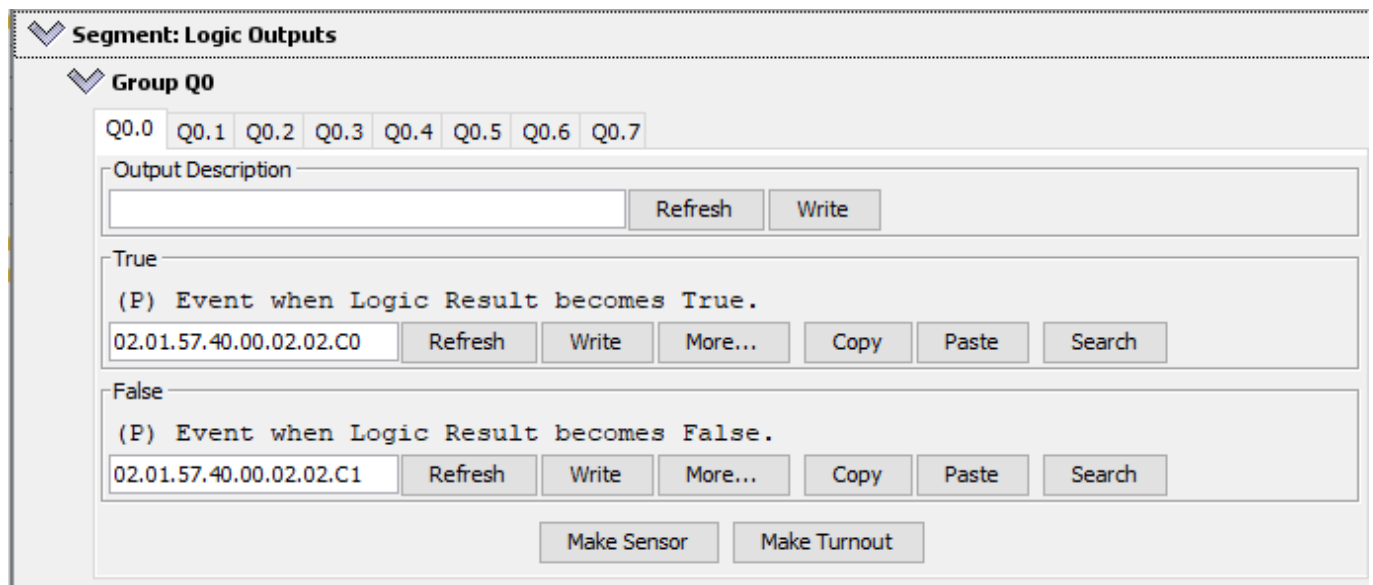 Segment: Logic Outputs
Group Q0
Q0.0 Q0.1 Q0.2 Q0.3 Q0.4 Q0.5 Q0.6 Q0.7
Output Description
Refresh Write
True
(P) Event when Logic Result becomes True.
02.01.57.40.00.02.02.C0 Refresh Write More... Copy Paste Search
False
(P) Event when Logic Result becomes False.
02.01.57.40.00.02.02.C1 Refresh Write More... Copy Paste Search
Make Sensor Make Turnout